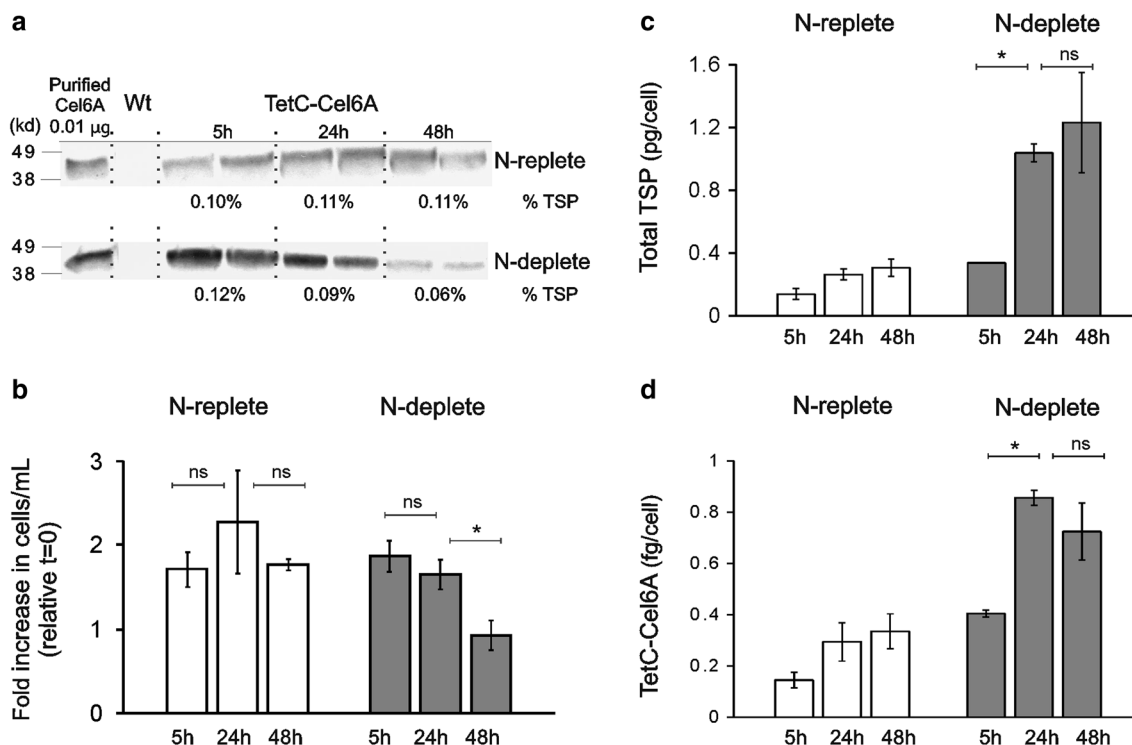 a
Purified
Cel6A
0.01 µg
Wt
TetC-Cel6A
(kd)
5h 24h 48h
49
38
N-replete
0.10% 0.11% 0.11% % TSP
49
38
N-deplete
0.12% 0.09% 0.06% % TSP
b
N-replete N-deplete
Fold increase in cells/mL
(relative t=0)
3
2
1
0
ns ns ns *
5h 24h 48h 5h 24h 48h
c
N-replete N-deplete
Total TSP (pg/cell)
1.6
1.2
0.8
0.4
0
* ns
5h 24h 48h 5h 24h 48h
d
N-replete N-deplete
TetC-Cel6A (fg/cell)
1
0.8
0.6
0.4
0.2
0
* ns
5h 24h 48h 5h 24h 48h